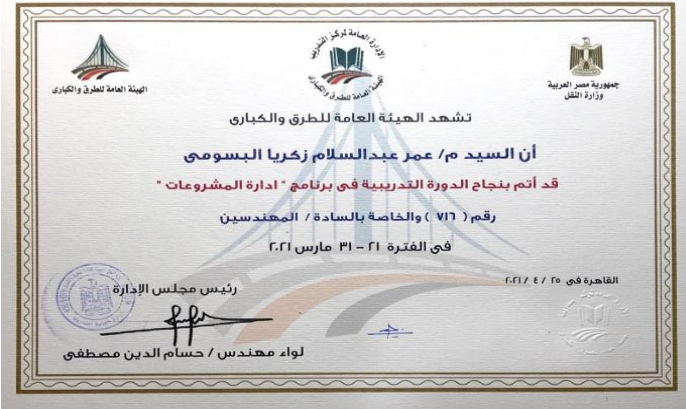 الهيئة العامة للطرق والكبارى
الإدارة العامة لمركز التدريب
الهيئة العامة للطرق والكبارى
جمهورية مصر العربية
وزارة النقل
تشهد الهيئة العامة للطرق والكبارى
أن السيد م/ عمر عبدالسلام زكريا البسومى
قد أتم بنجاح الدورة التدريبية فى برنامج " ادارة المشروعات "
رقم ( ٧١٦ ) والخاصة بالسادة / المهندسين
فى الفترة ٢١ – ٣١ مارس ٢٠٢١
القاهرة فى ٢٥ / ٤ / ٢٠٢١
رئيس مجلس الإدارة
لواء مهندس / حسام الدين مصطفى